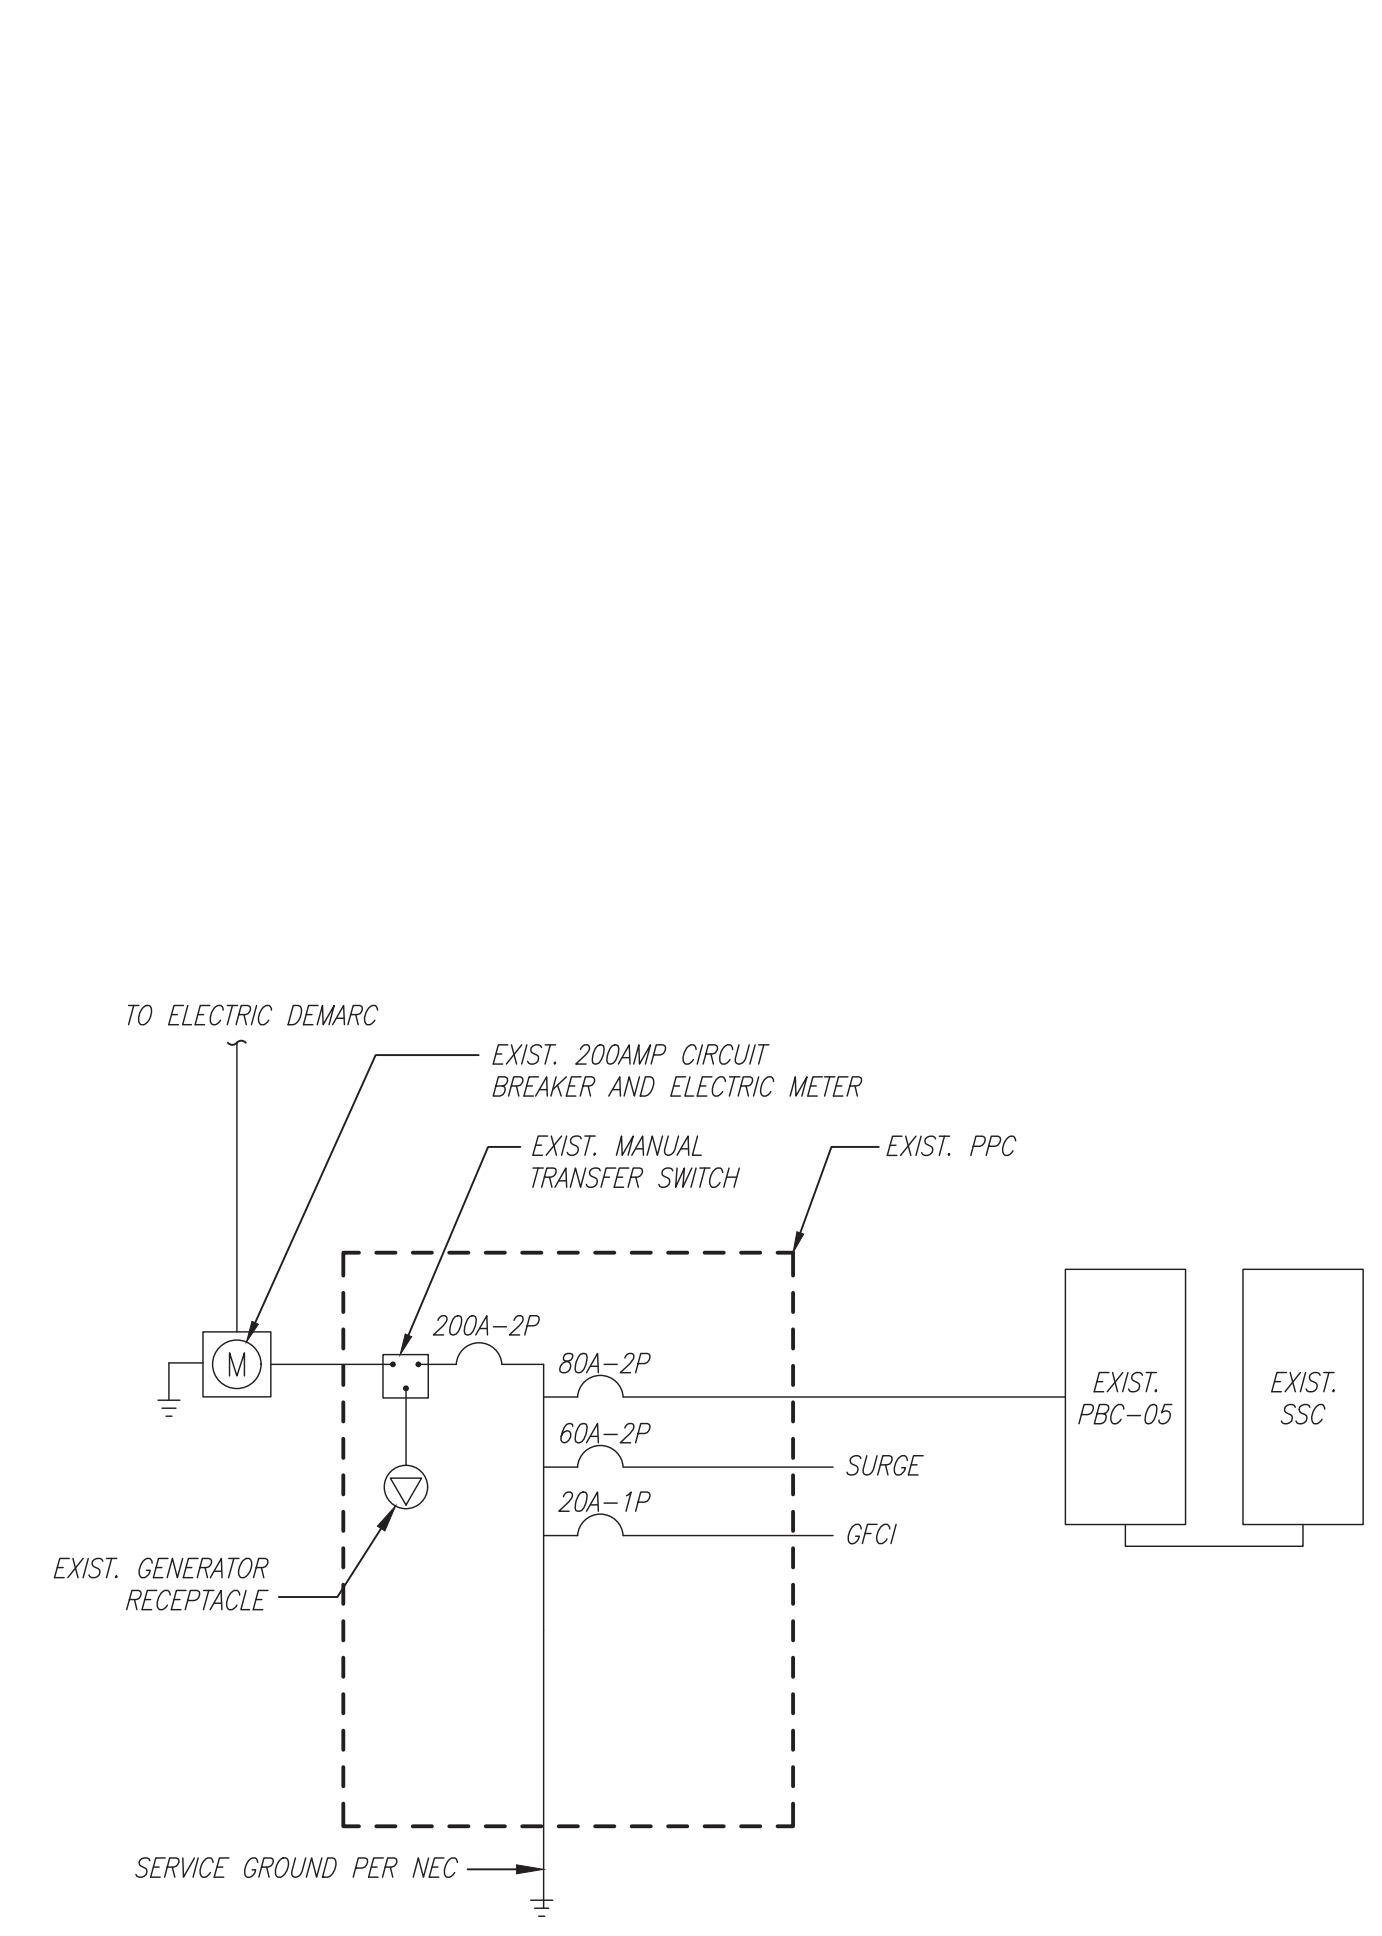 TO ELECTRIC DEMARC
EXIST. 200AMP CIRCUIT
BREAKER AND ELECTRIC METER
EXIST. MANUAL
TRANSFER SWITCH
EXIST. PPC
200A-2P
M
80A-2P
60A-2P
SURGE
20A-1P
GFCI
EXIST.
PBC-05
EXIST.
SSC
EXIST. GENERATOR
RECEPTACLE
SERVICE GROUND PER NEC